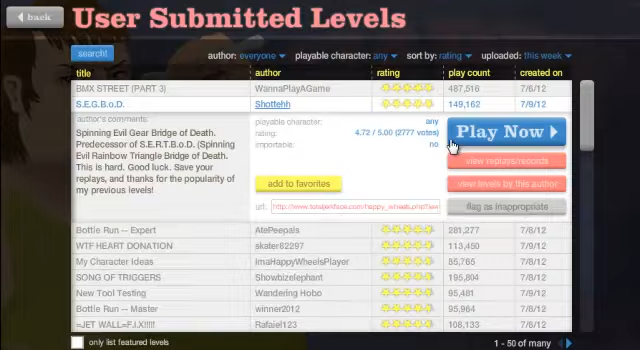 back
User Submitted Levels
search!
author: everyone playable character: any sort by: rating uploaded: this week
title author rating play count created on
BMX STREET (PART 3) WannaPlayAGame 487,516 7/6/12
S.E.G.B.o.D. Shottehh 149,162 7/9/12
author's comments:
Spinning Evil Gear Bridge of Death.
Predecessor of S.E.R.T.B.o.D. (Spinning
Evil Rainbow Triangle Bridge of Death.
This is hard. Good luck. Save your
replays, and thanks for the popularity of
my previous levels!
playable character: any
rating: 4.72 / 5.00 (2777 votes)
importable: no
add to favorites
url: http://www.totaljerkface.com/happy_wheels.php?
Play Now
view replays/records
view levels by this author
flag as inappropriate
Bottle Run -- Expert AtePeepals 281,277 7/8/12
WTF HEART DONATION skater82297 113,450 7/9/12
My Character Ideas ImaHappyWheelsPlayer 85,765 7/6/12
SONG OF TRIGGERS Showbizelephant 195,804 7/9/12
New Tool Testing Wandering Hobo 95,481 7/9/12
Bottle Run -- Master winner2012 95,964 7/8/12
=JET WALL=F.I.X!!!!! Rafaiel123 108,133 7/7/12
only list featured levels
1 - 50 of many